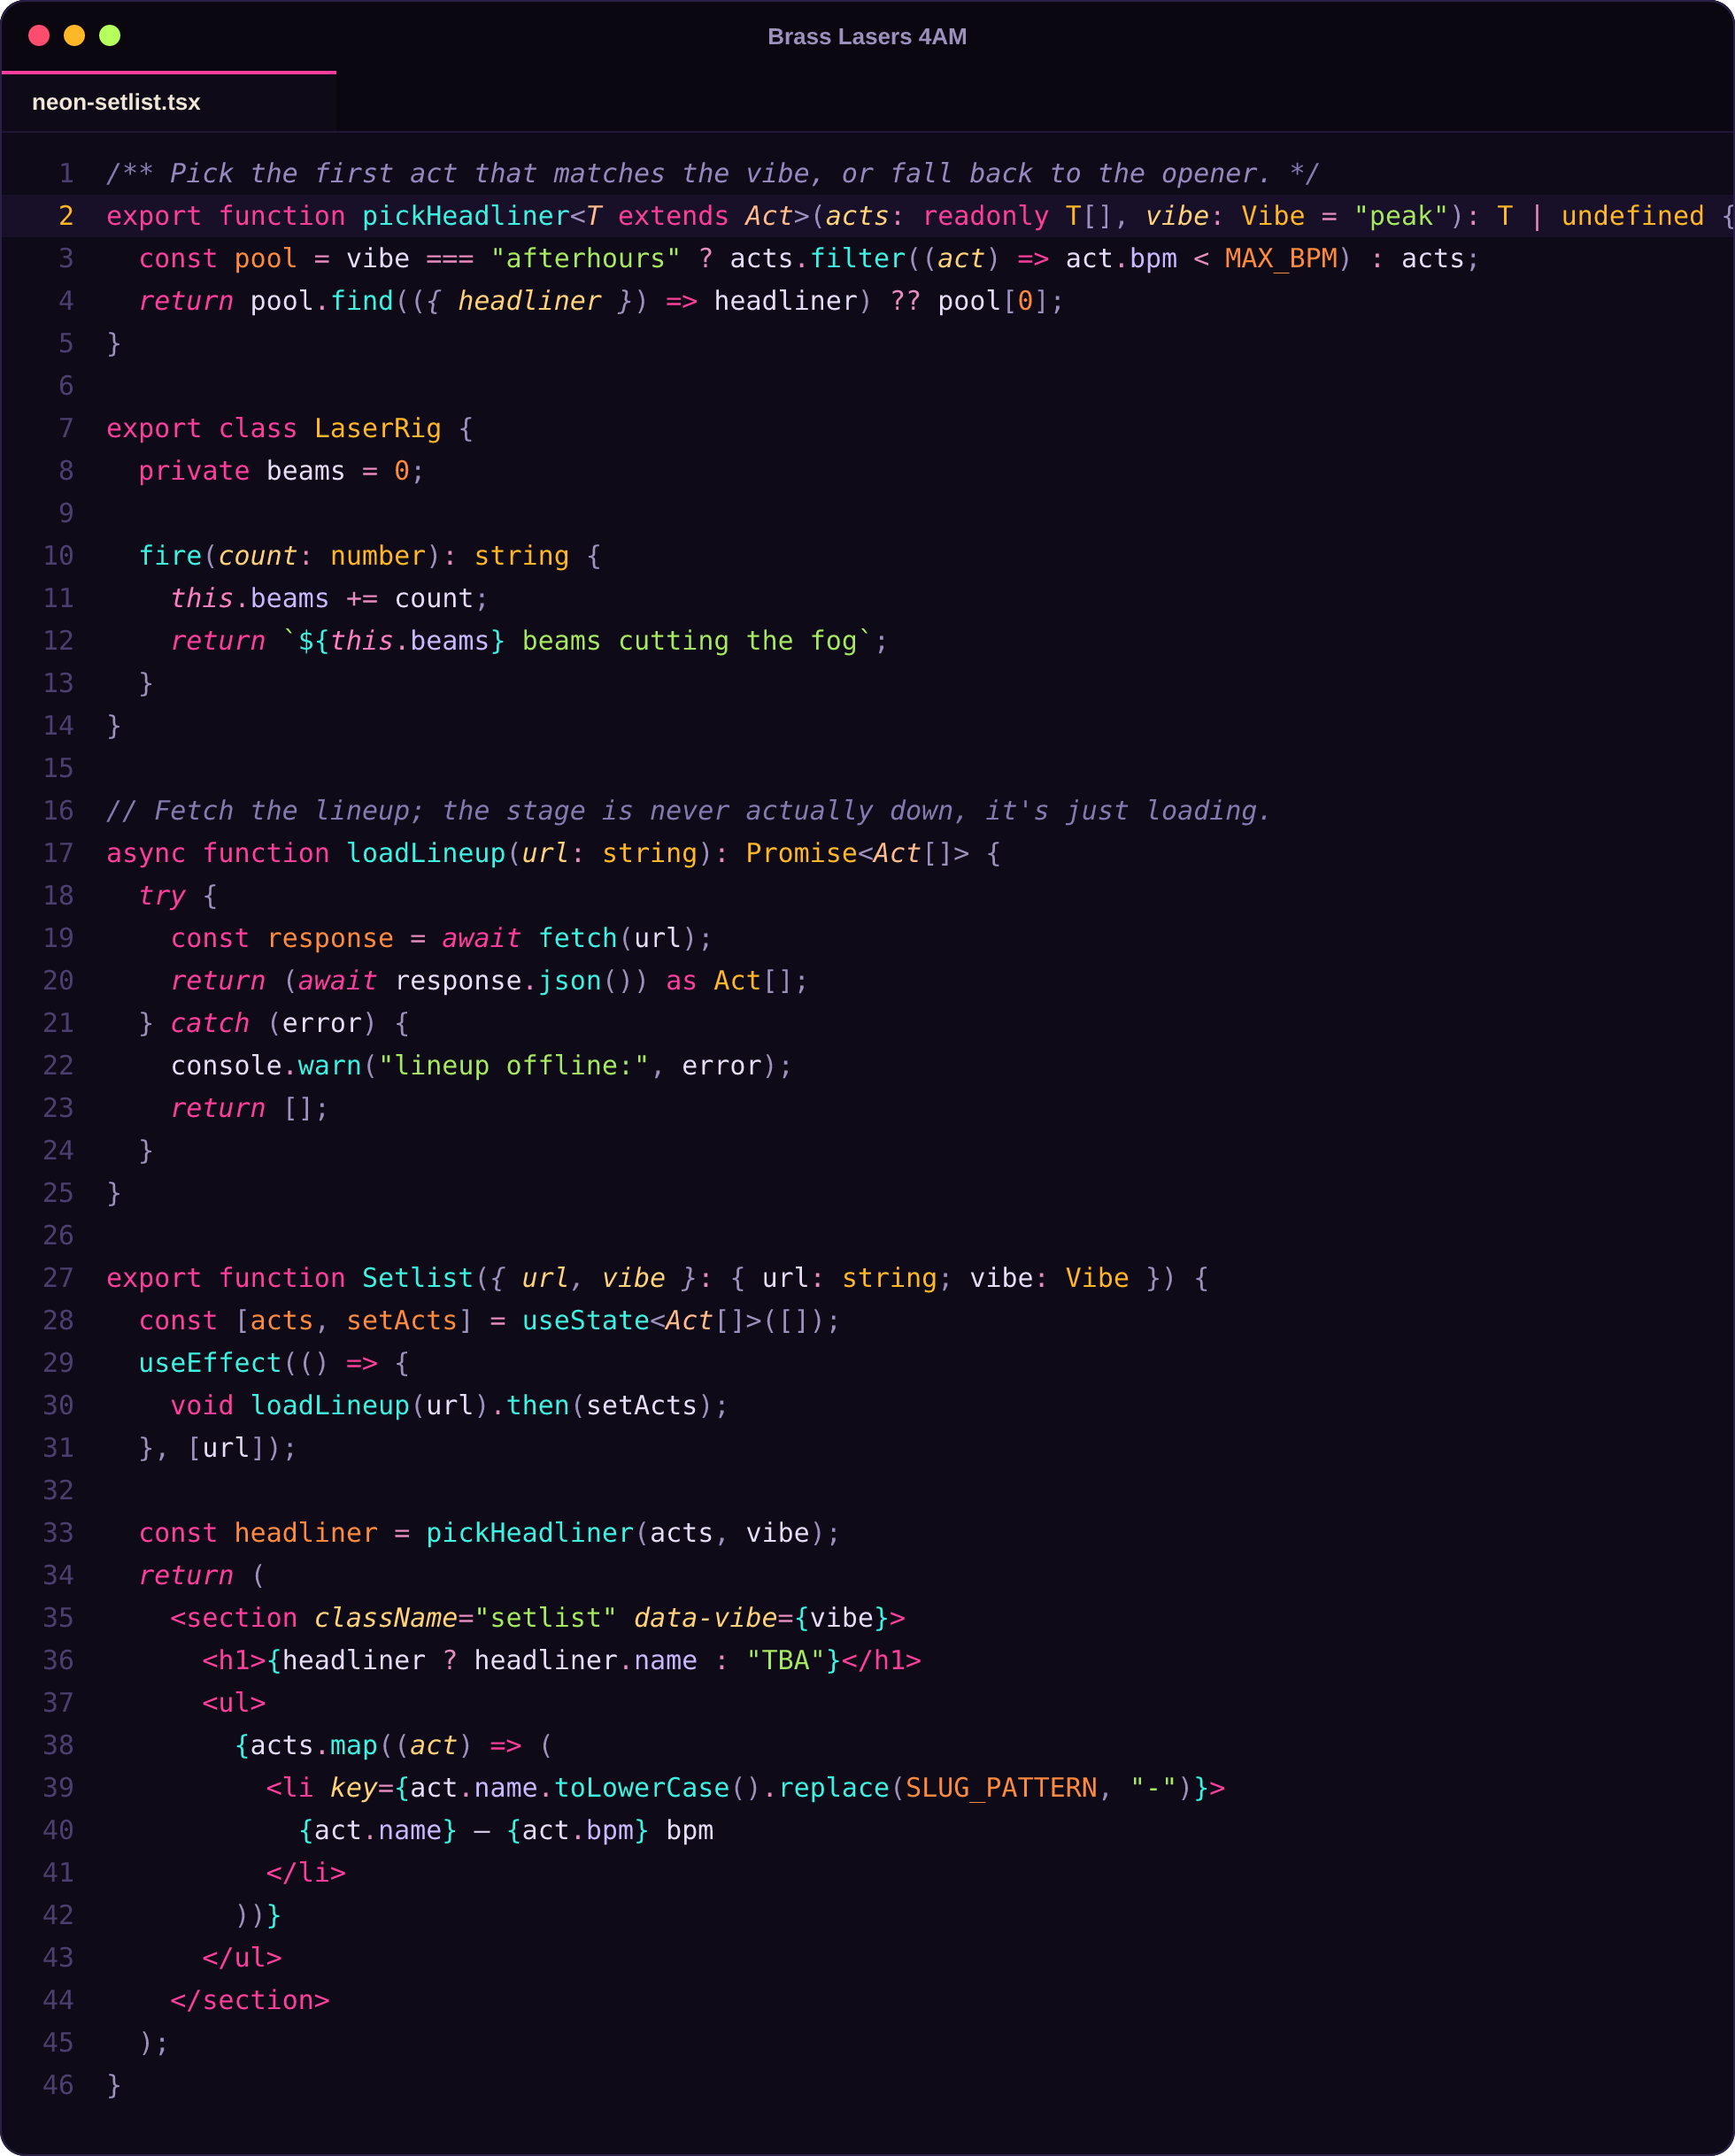 Brass Lasers 4AM
neon-setlist.tsx
1 /** Pick the first act that matches the vibe, or fall back to the opener. */
2 export function pickHeadliner<T extends Act>(acts: readonly T[], vibe: Vibe = "peak"): T | undefined {
3   const pool = vibe === "afterhours" ? acts.filter((act) => act.bpm < MAX_BPM) : acts;
4   return pool.find(({ headliner }) => headliner) ?? pool[0];
5 }
6
7 export class LaserRig {
8   private beams = 0;
9
10   fire(count: number): string {
11     this.beams += count;
12     return `${this.beams} beams cutting the fog`;
13   }
14 }
15
16 // Fetch the lineup; the stage is never actually down, it's just loading.
17 async function loadLineup(url: string): Promise<Act[]> {
18   try {
19     const response = await fetch(url);
20     return (await response.json()) as Act[];
21   } catch (error) {
22     console.warn("lineup offline:", error);
23     return [];
24   }
25 }
26
27 export function Setlist({ url, vibe }: { url: string; vibe: Vibe }) {
28   const [acts, setActs] = useState<Act[]>([]);
29   useEffect(() => {
30     void loadLineup(url).then(setActs);
31   }, [url]);
32
33   const headliner = pickHeadliner(acts, vibe);
34   return (
35     <section className="setlist" data-vibe={vibe}>
36       <h1>{headliner ? headliner.name : "TBA"}</h1>
37       <ul>
38         {acts.map((act) => (
39           <li key={act.name.toLowerCase().replace(SLUG_PATTERN, "-")}>
40             {act.name} — {act.bpm} bpm
41           </li>
42         ))}
43       </ul>
44     </section>
45   );
46 }